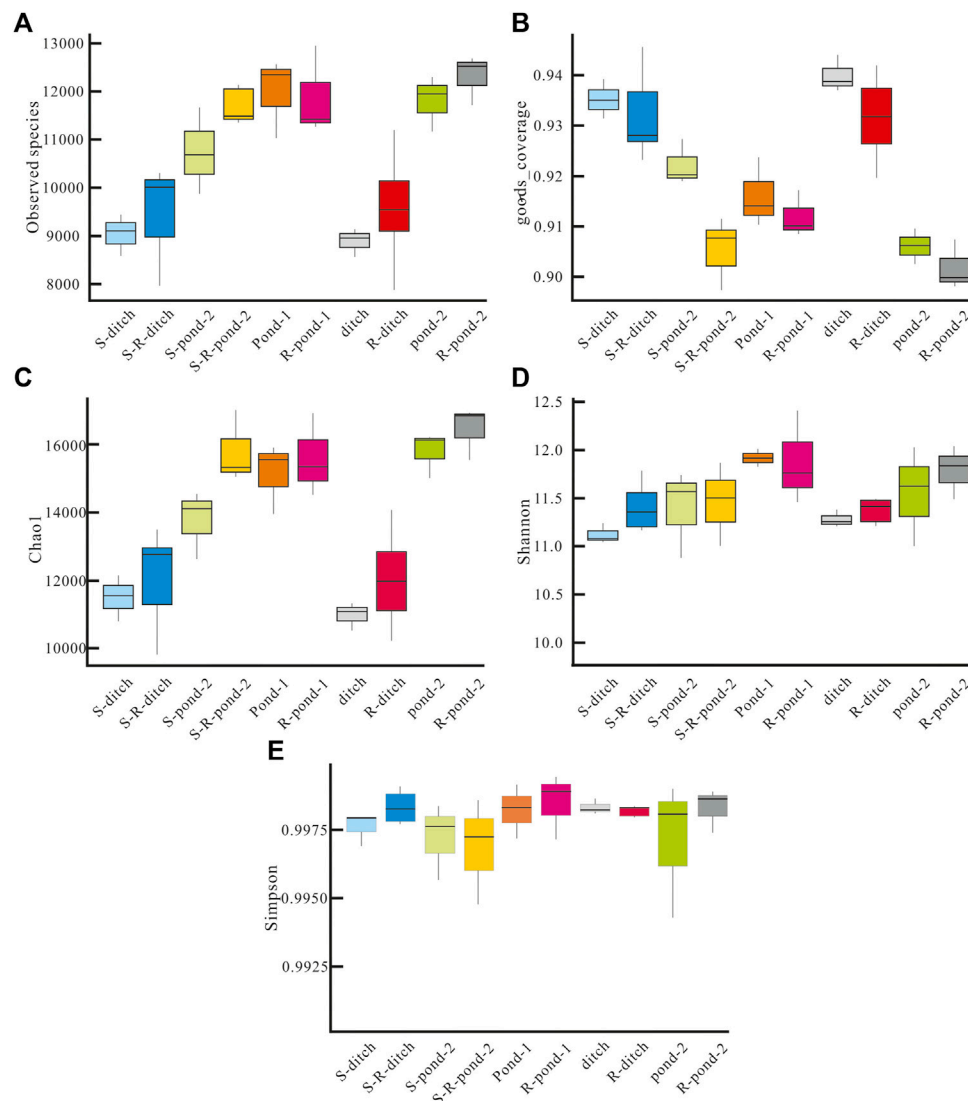 A
Observed species
13000
12000
11000
10000
9000
8000
S-ditch
S-R-ditch
S-pond-2
S-R-pond-2
Pond-1
R-pond-1
ditch
R-ditch
pond-2
R-pond-2
B
goods_coverage
0.94
0.93
0.92
0.91
0.90
S-ditch
S-R-ditch
S-pond-2
S-R-pond-2
Pond-1
R-pond-1
ditch
R-ditch
pond-2
R-pond-2
C
Chao1
16000
14000
12000
10000
S-ditch
S-R-ditch
S-pond-2
S-R-pond-2
Pond-1
R-pond-1
ditch
R-ditch
pond-2
R-pond-2
D
Shannon
12.5
12.0
11.5
11.0
10.5
10.0
S-ditch
S-R-ditch
S-pond-2
S-R-pond-2
Pond-1
R-pond-1
ditch
R-ditch
pond-2
R-pond-2
E
Simpson
0.9975
0.9950
0.9925
S-ditch
S-R-ditch
S-pond-2
S-R-pond-2
Pond-1
R-pond-1
ditch
R-ditch
pond-2
R-pond-2